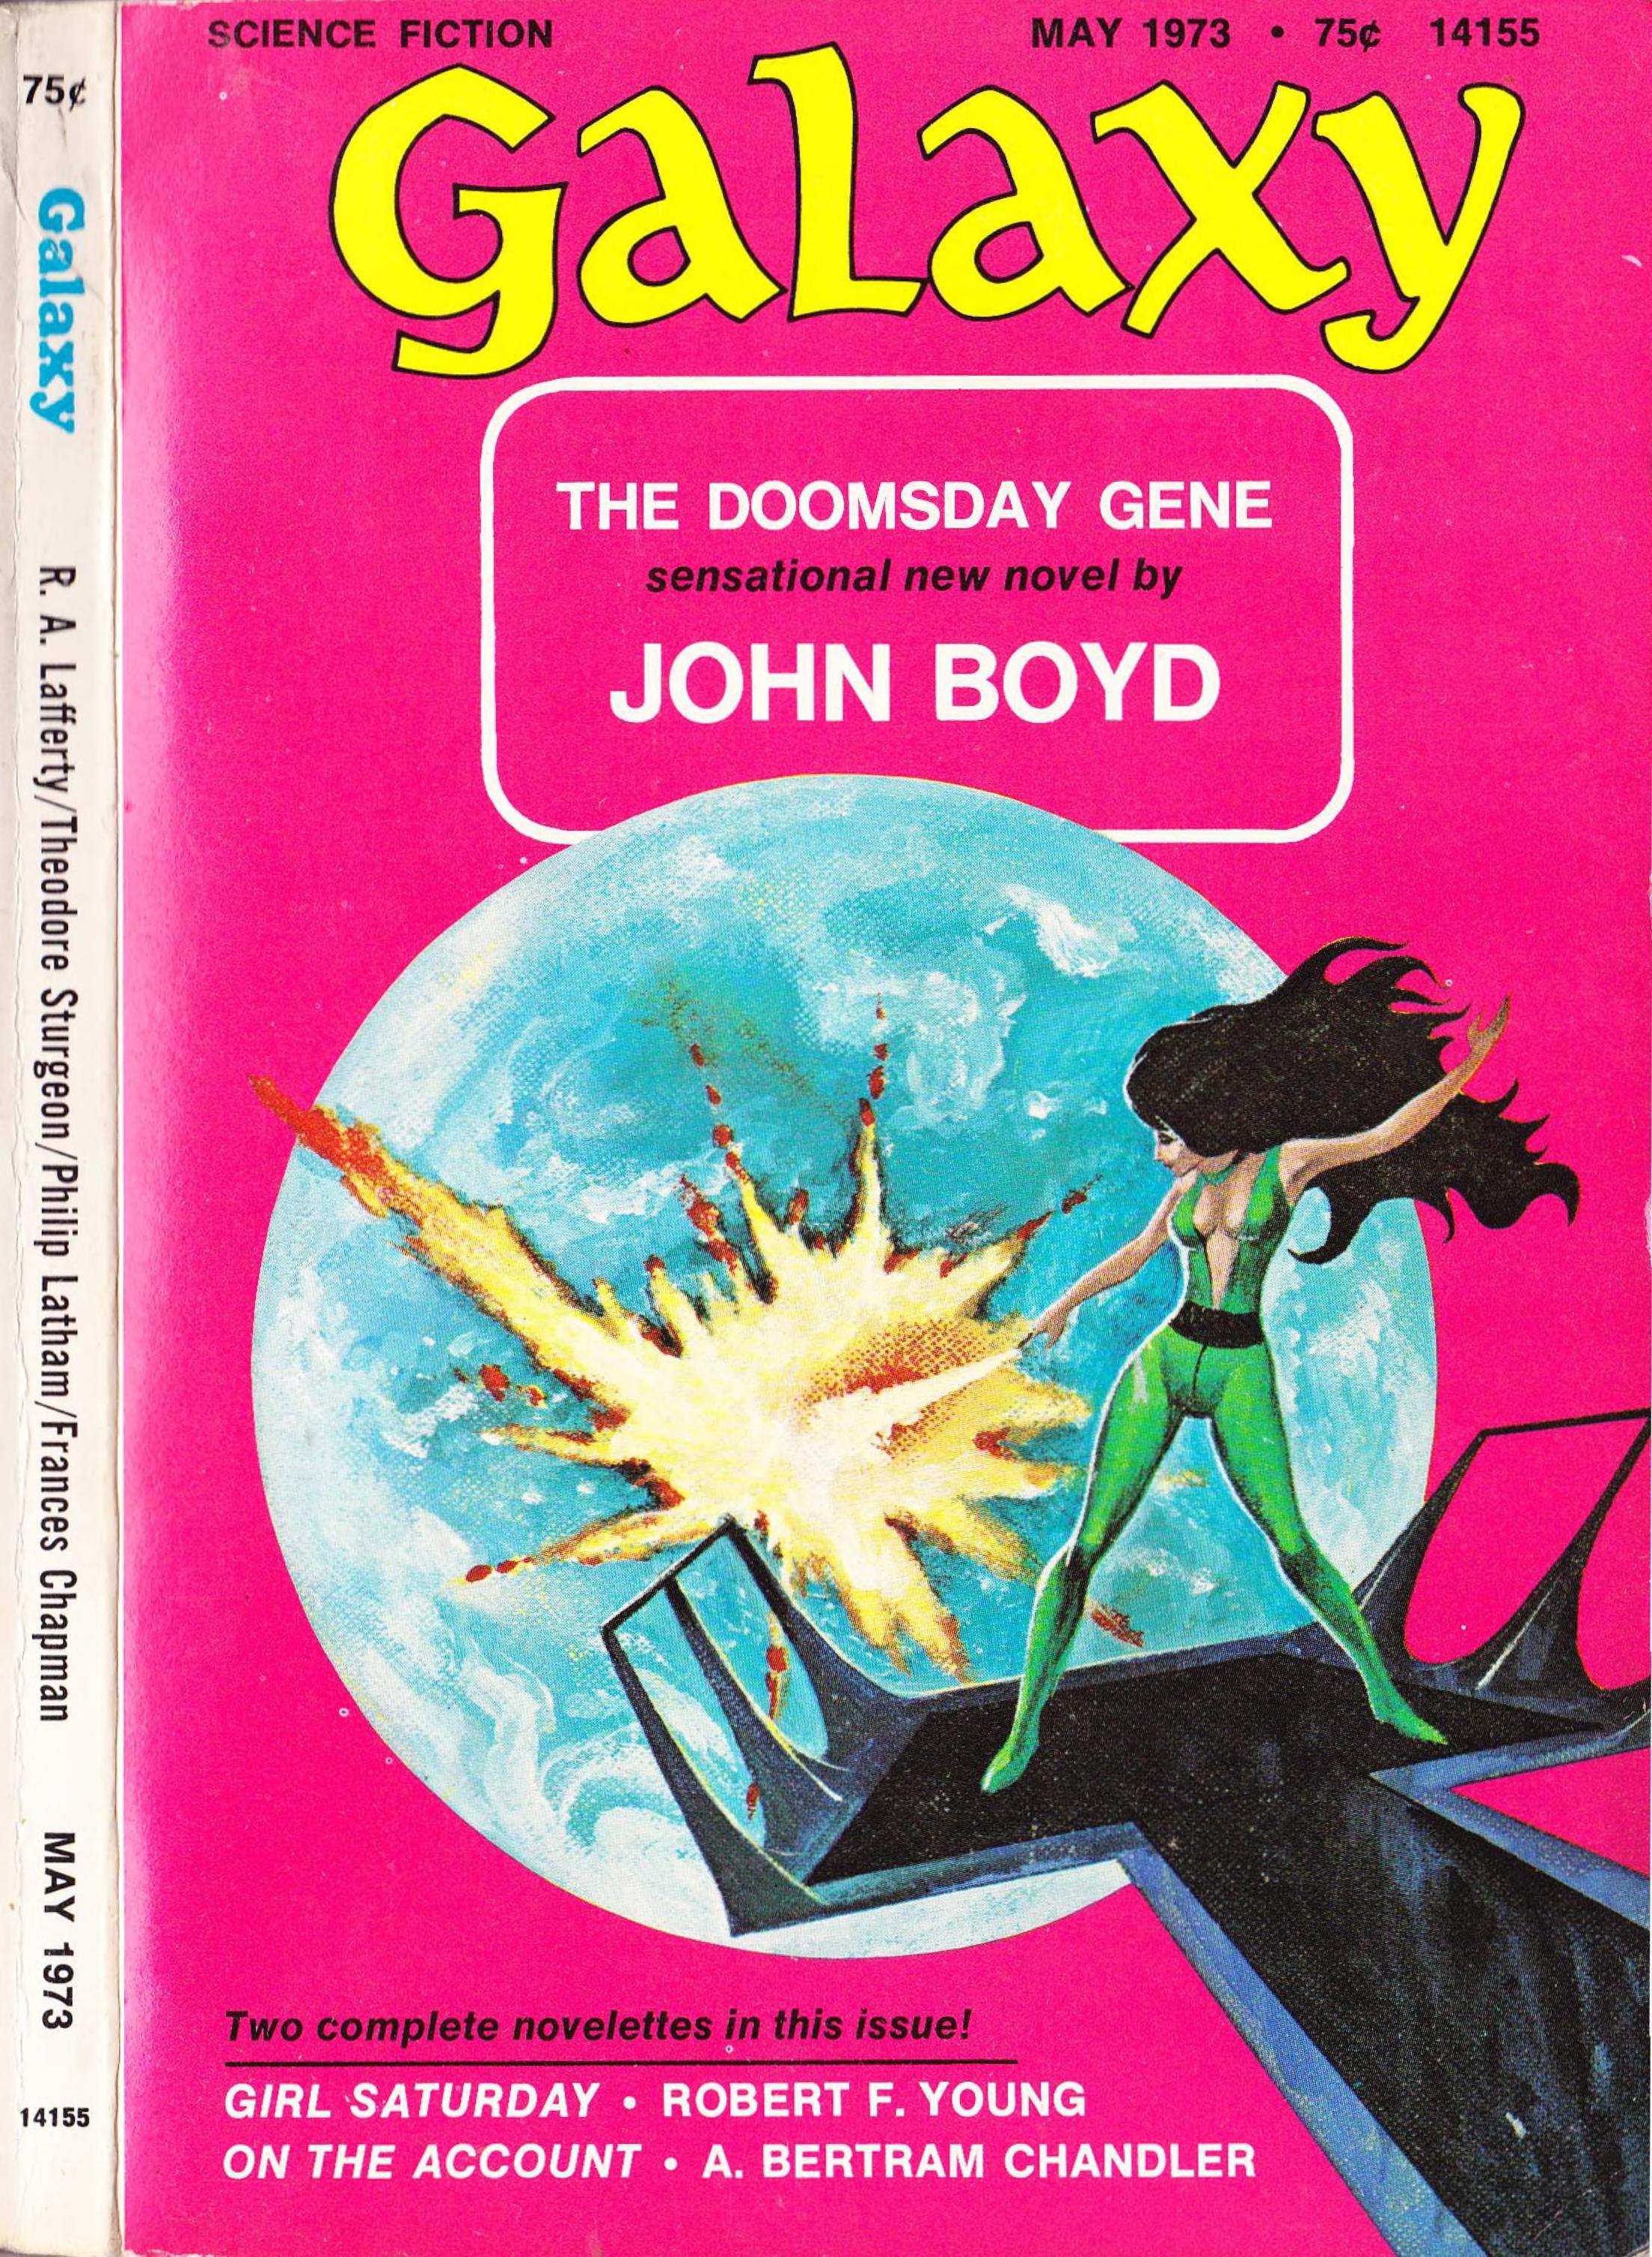 75¢
Galaxy
R. A. Lafferty/Theodore Sturgeon/Philip Latham/Frances Chapman
MAY 1973
14155
SCIENCE FICTION
MAY 1973 • 75¢ 14155
Galaxy
THE DOOMSDAY GENE
sensational new novel by
JOHN BOYD
Two complete novelettes in this issue!
GIRL SATURDAY • ROBERT F. YOUNG
ON THE ACCOUNT • A. BERTRAM CHANDLER